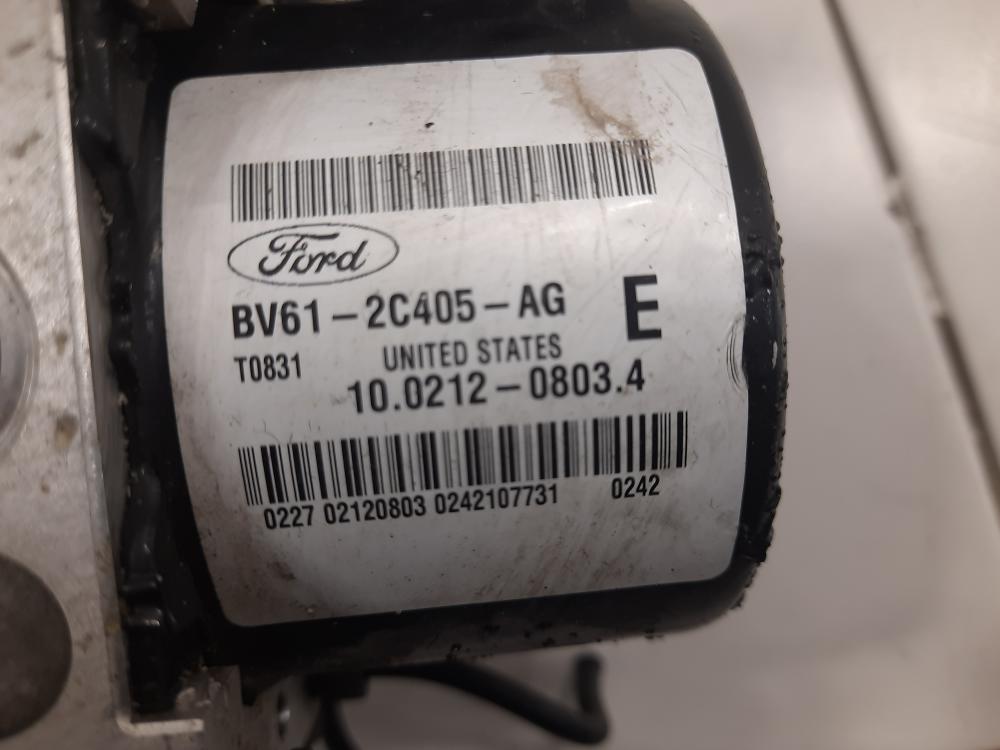 Ford
BV61-2C405-AG E
T0831 UNITED STATES
10.0212-0803.4
0227 02120803 0242107731 0242